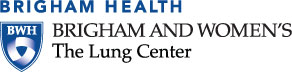 BRIGHAM HEALTH
BWH
BRIGHAM AND WOMEN'S
The Lung Center